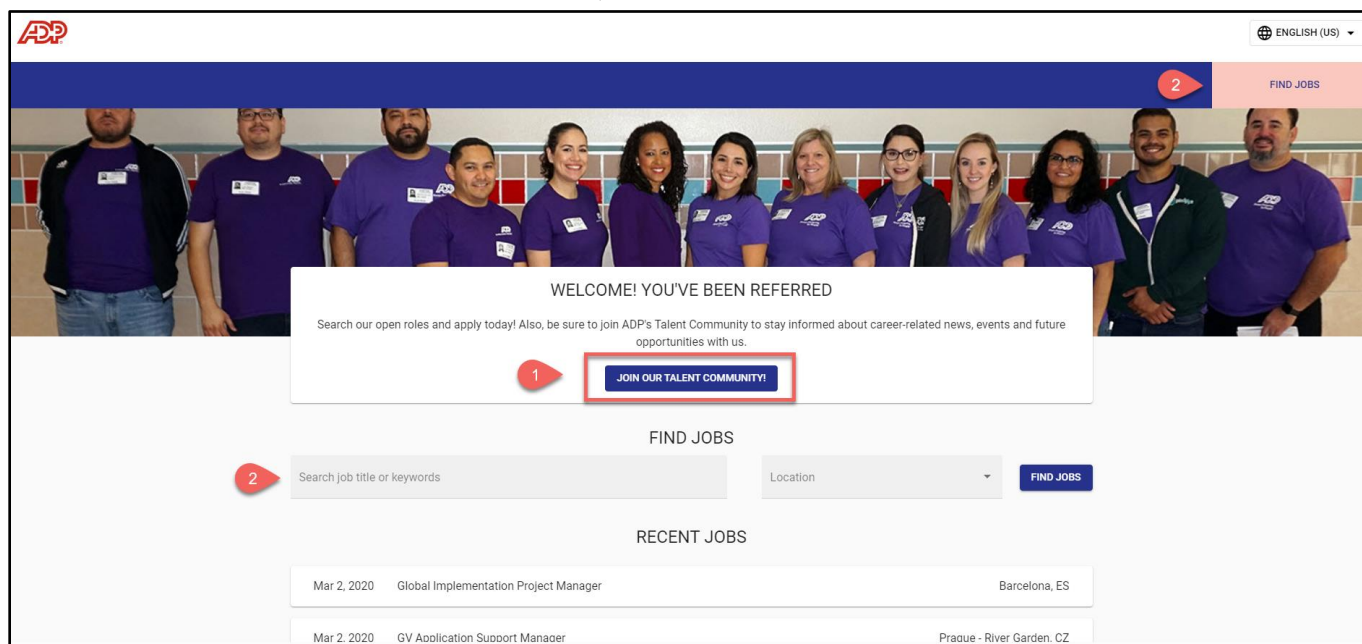 ADP
ENGLISH (US)
2
FIND JOBS
WELCOME! YOU'VE BEEN REFERRED
Search our open roles and apply today! Also, be sure to join ADP's Talent Community to stay informed about career-related news, events and future
opportunities with us.
1
JOIN OUR TALENT COMMUNITY!
FIND JOBS
2
Search job title or keywords
Location
FIND JOBS
RECENT JOBS
Mar 2, 2020 Global Implementation Project Manager Barcelona, ES
Mar 2, 2020 GV Application Support Manager Prague - River Garden, CZ